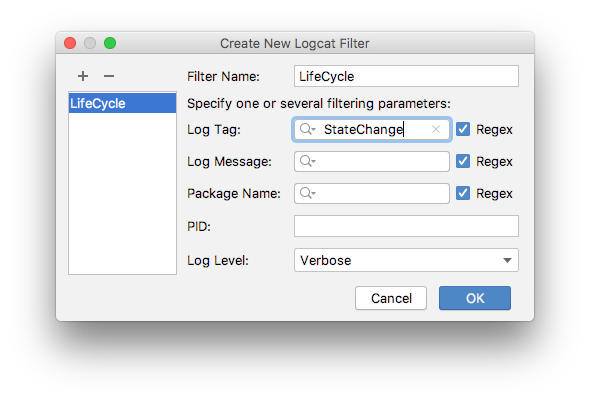 Create New Logcat Filter
+ −
LifeCycle
Filter Name: LifeCycle
Specify one or several filtering parameters:
Log Tag: StateChange Regex
Log Message: Regex
Package Name: Regex
PID:
Log Level: Verbose
Cancel OK